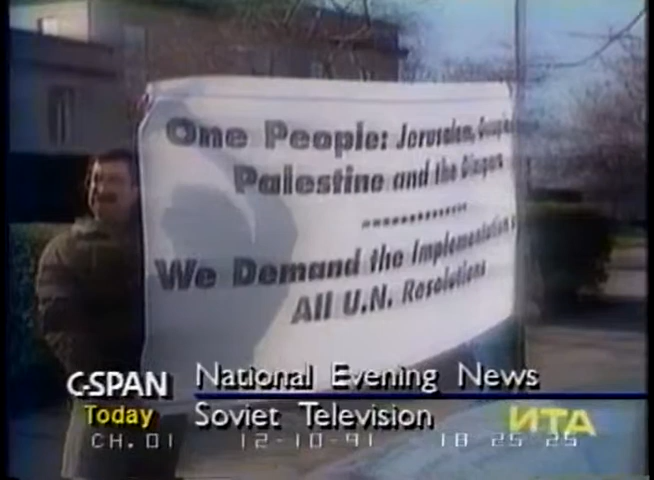 One People: Jerusalem,
Palestine and the
-------------
We Demand the Implementation
All U.N. Resolutions
C-SPAN National Evening News
Today Soviet Television ИТА
CH. 01 12-10-91 18 25 25